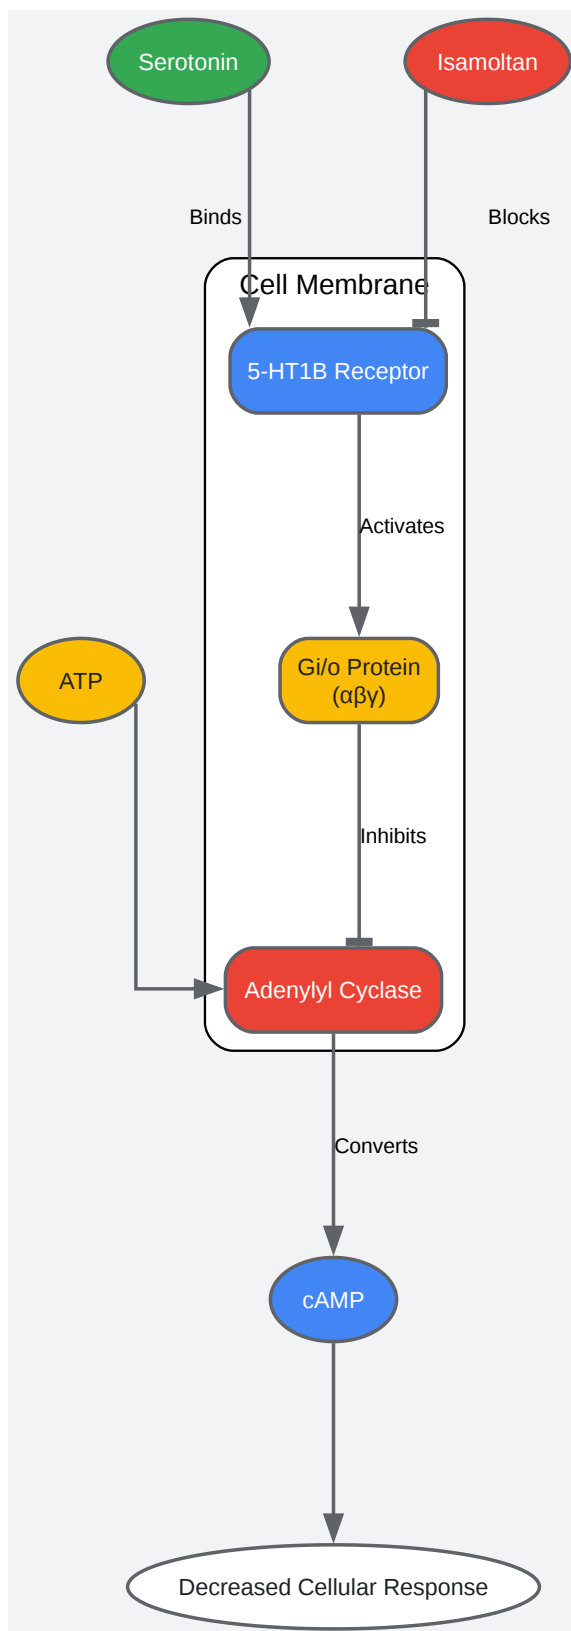 Serotonin
Isamoltan
Binds
Blocks
Cell Membrane
5-HT1B Receptor
Activates
ATP
Gi/o Protein
(αβγ)
Inhibits
Adenylyl Cyclase
Converts
cAMP
Decreased Cellular Response